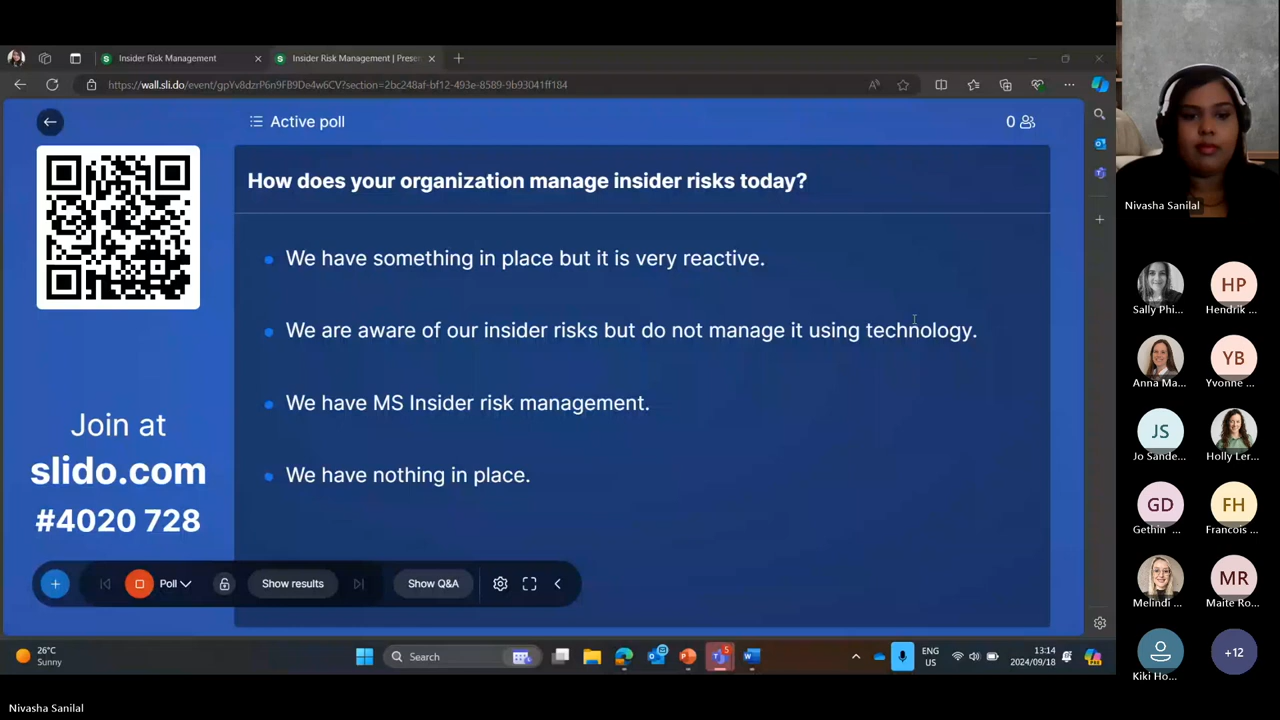 Insider Risk Management
Insider Risk Management | Prese
https://wall.sli.do/event/gpYv8dzrP6n9FB9De4w6CV?section=2bc248af-bf12-493e-8589-9b93041ff184
Active poll
0
How does your organization manage insider risks today?
We have something in place but it is very reactive.
We are aware of our insider risks but do not manage it using technology.
We have MS Insider risk management.
We have nothing in place.
Join at
slido.com
#4020 728
Poll
Show results
Show Q&A
26°C
Sunny
Search
5
ENG
US
13:14
2024/09/18
Nivasha Sanilal
Nivasha Sanilal
Sally Phi...
HP
Hendrik ...
Anna Ma...
YB
Yvonne ...
JS
Jo Sande...
Holly Ler...
GD
Gethin ...
FH
Francois ...
Melindi ...
MR
Maite Ro...
Kiki Ho...
+12